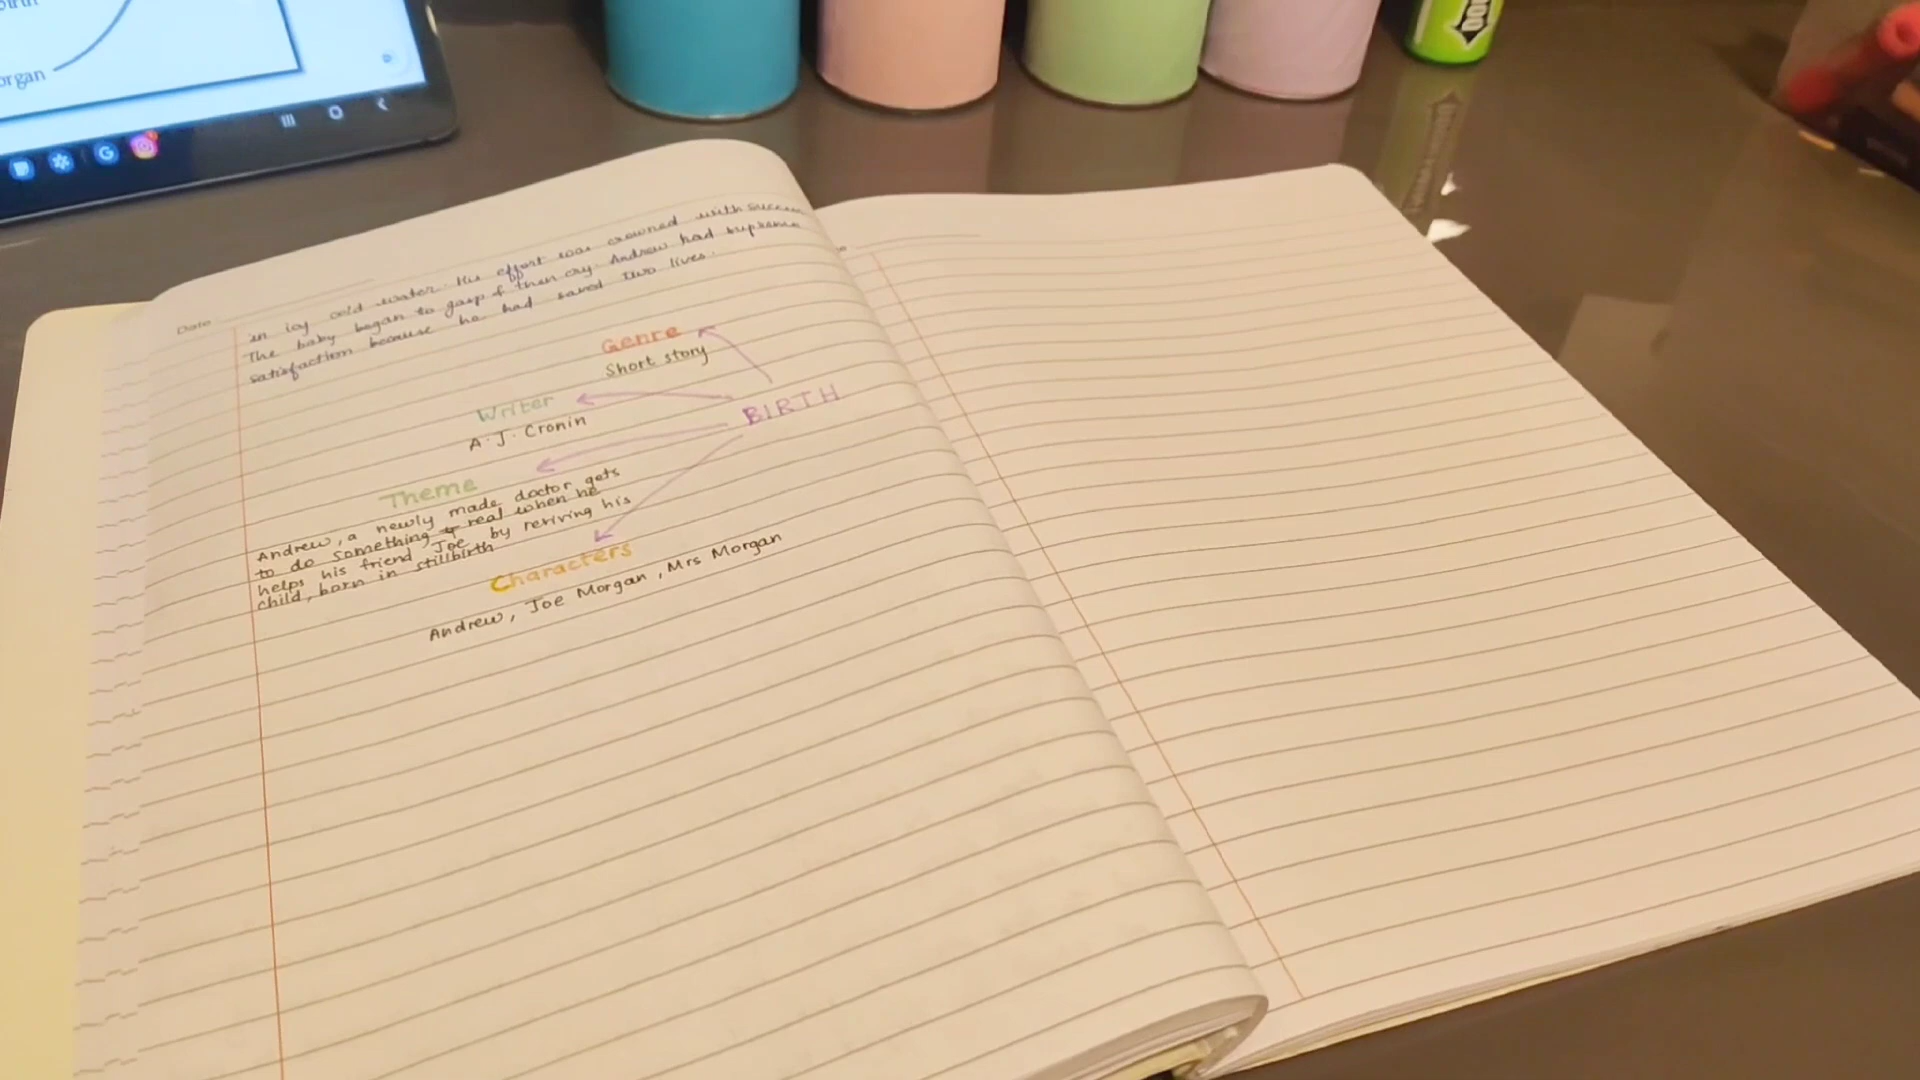 birth
organ
Date
in icy cold water. His effort was crowned with success
The baby began to gasp & then cry. Andrew had supreme
satisfaction because he had saved two lives.
Genre
Short story
BIRTH
Writer
A. J. Cronin
Theme
Andrew, a newly made doctor gets
to do something & real when he
helps his friend, Joe by reviving his
child, born in stillbirth
Characters
Andrew, Joe Morgan, Mrs Morgan